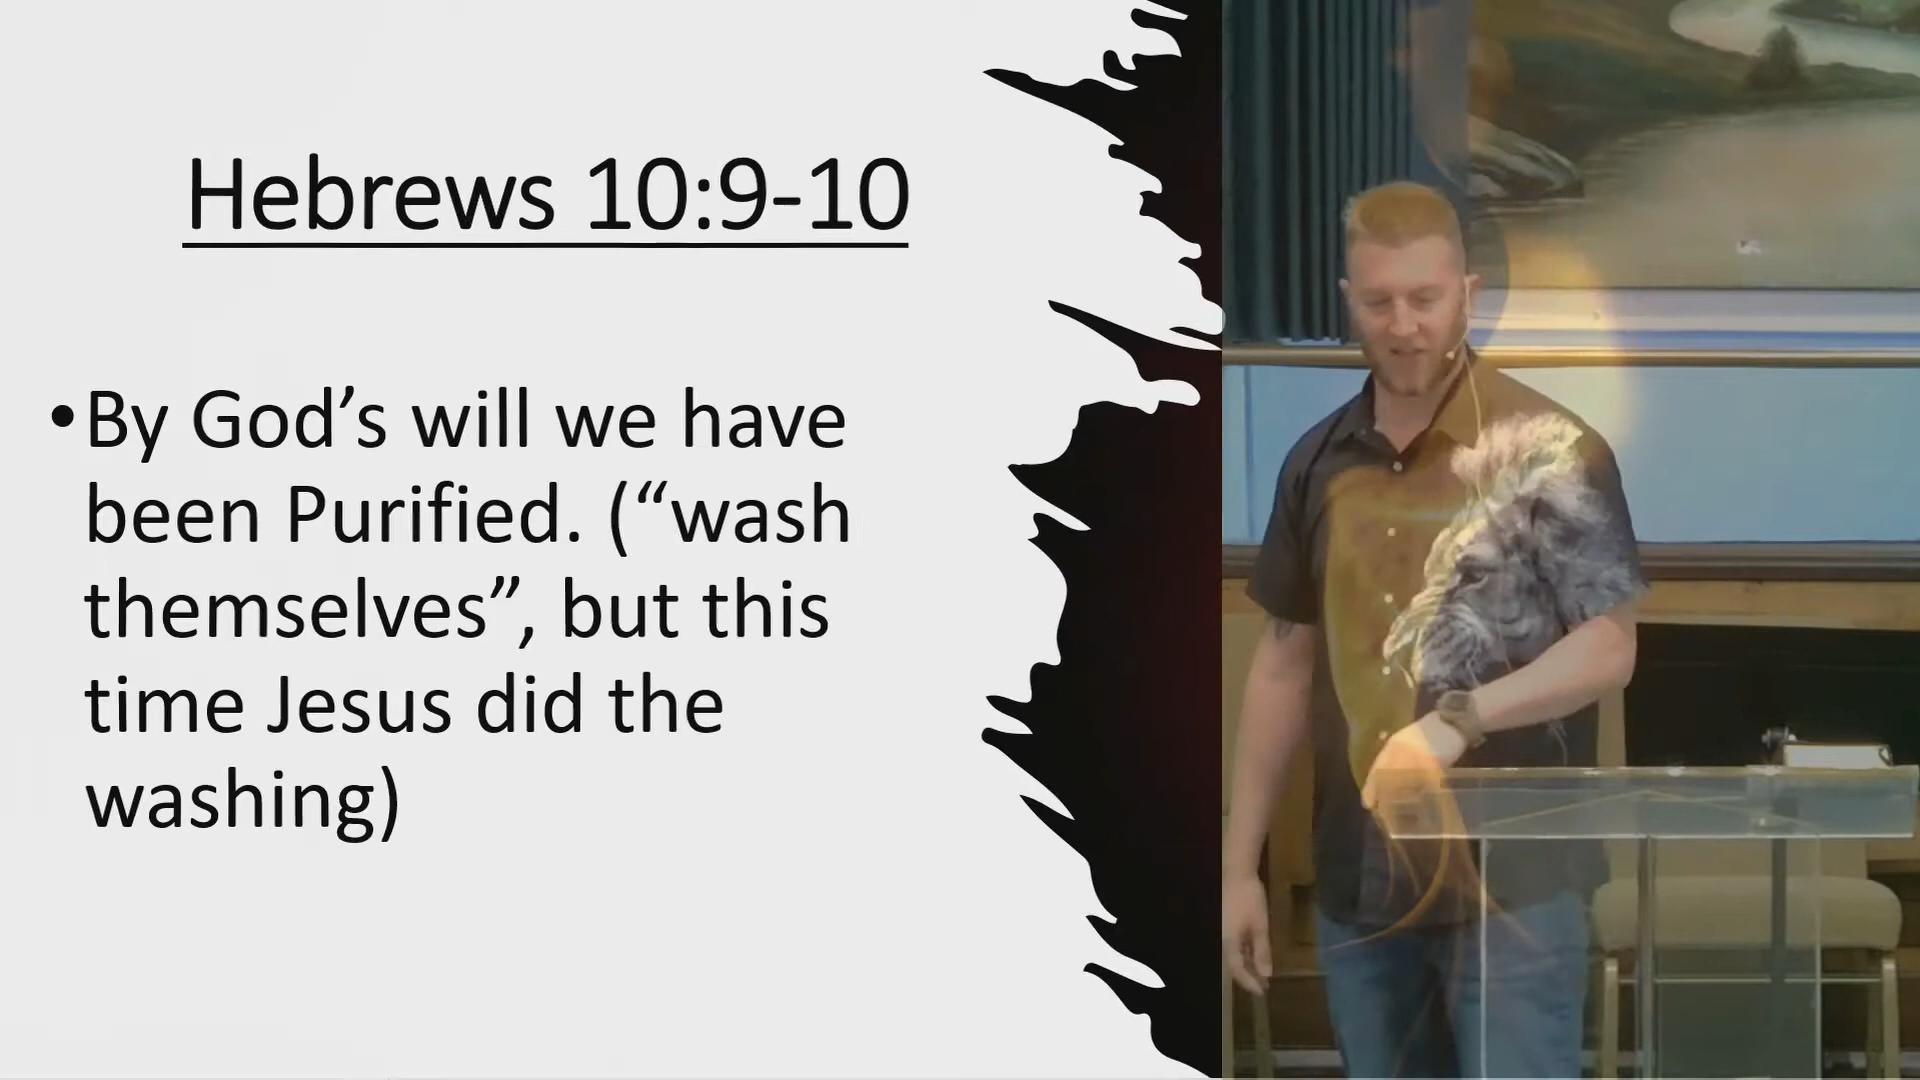 Hebrews 10:9-10
•By God’s will we have
been Purified. (“wash
themselves”, but this
time Jesus did the
washing)